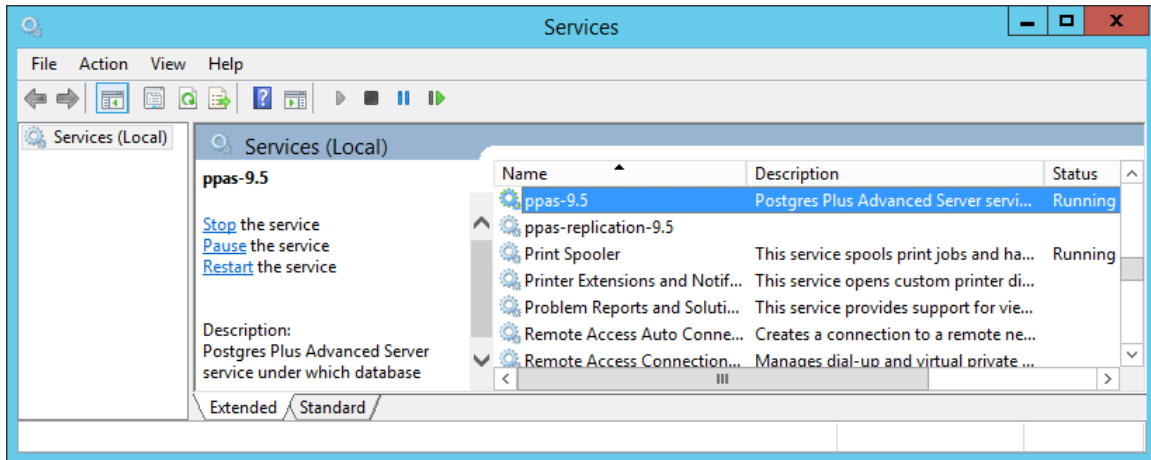 Services
File Action View Help
Services (Local)
Services (Local)
ppas-9.5
Stop the service
Pause the service
Restart the service
Description:
Postgres Plus Advanced Server
service under which database
Name Description Status
ppas-9.5 Postgres Plus Advanced Server servi... Running
ppas-replication-9.5
Print Spooler This service spools print jobs and ha... Running
Printer Extensions and Notif... This service opens custom printer di...
Problem Reports and Soluti... This service provides support for vie...
Remote Access Auto Conne... Creates a connection to a remote ne...
Remote Access Connection... Manages dial-up and virtual private ...
Extended Standard